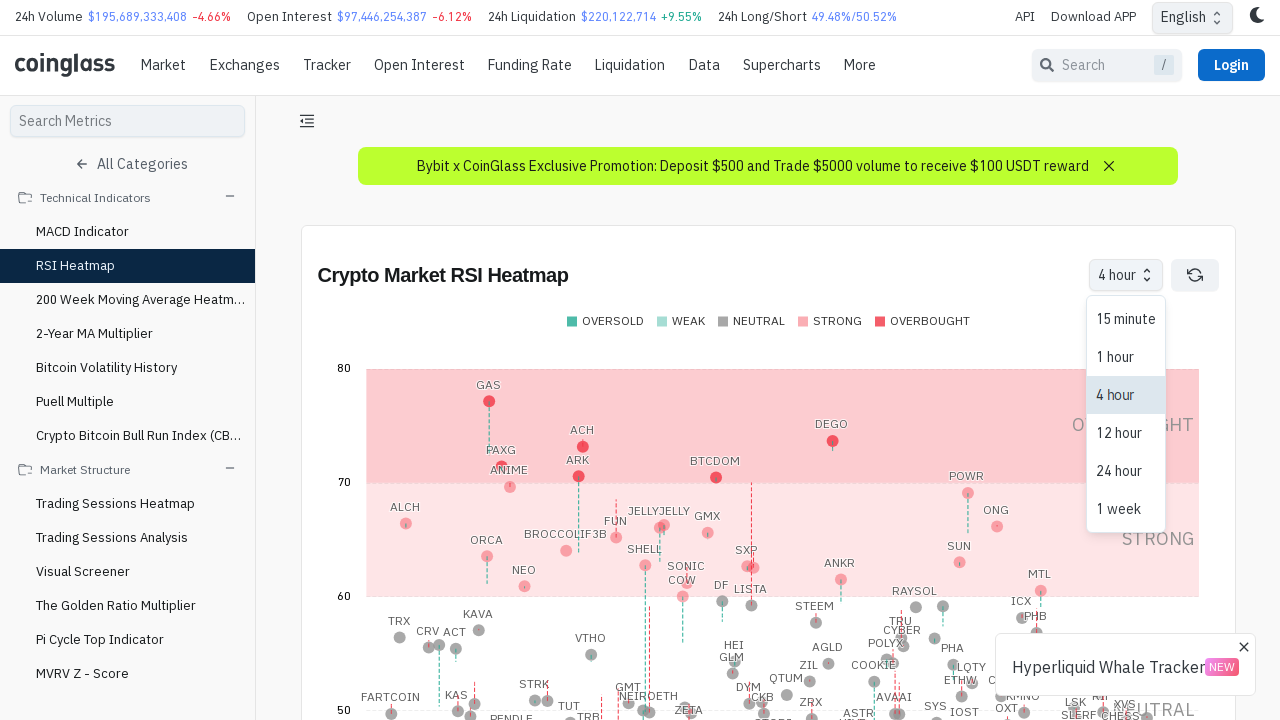 24h Volume $195,689,333,408 -4.66% Open Interest $97,446,254,387 -6.12% 24h Liquidation $220,122,714 +9.55% 24h Long/Short 49.48%/50.52% API Download APP English
coinglass Market Exchanges Tracker Open Interest Funding Rate Liquidation Data Supercharts More Search / Login
Search Metrics
All Categories
Technical Indicators
MACD Indicator
RSI Heatmap
200 Week Moving Average Heatm...
2-Year MA Multiplier
Bitcoin Volatility History
Puell Multiple
Crypto Bitcoin Bull Run Index (CB...
Market Structure
Trading Sessions Heatmap
Trading Sessions Analysis
Visual Screener
The Golden Ratio Multiplier
Pi Cycle Top Indicator
MVRV Z - Score
Bybit x CoinGlass Exclusive Promotion: Deposit $500 and Trade $5000 volume to receive $100 USDT reward
Crypto Market RSI Heatmap
4 hour
15 minute
1 hour
4 hour
12 hour
24 hour
1 week
OVERSOLD WEAK NEUTRAL STRONG OVERBOUGHT
80
GAS
DEGO
ACH
PAXG
ARK
BTCDOM
ANIME
POWR
70
ALCH
JELLYJELLY
ONG
GMX
FUN
BROCCOLIF3B
STRONG
ORCA
SHELL
SXP
SUN
ANKR
NEO
SONIC
MTL
COW
DF
LISTA
RAYSOL
60
ICX
STEEM
KAVA
PHB
TRX
TRU
CRV
ACT
CYBER
VTHO
HEI
POLYX
AGLD
PHA
GLM
ZIL
COOKIE
LQTY
QTUM
ETHW
STRK
GMT
DYM
FARTCOIN
KAS
NEIROETH
CKB
AVAAI
ZRX
TUT
SYS
OXT
LSK
50
ZETA
NEUTRAL
ASTR
IOST
PENDLE
TRB
SLERF
Hyperliquid Whale Tracker NEW